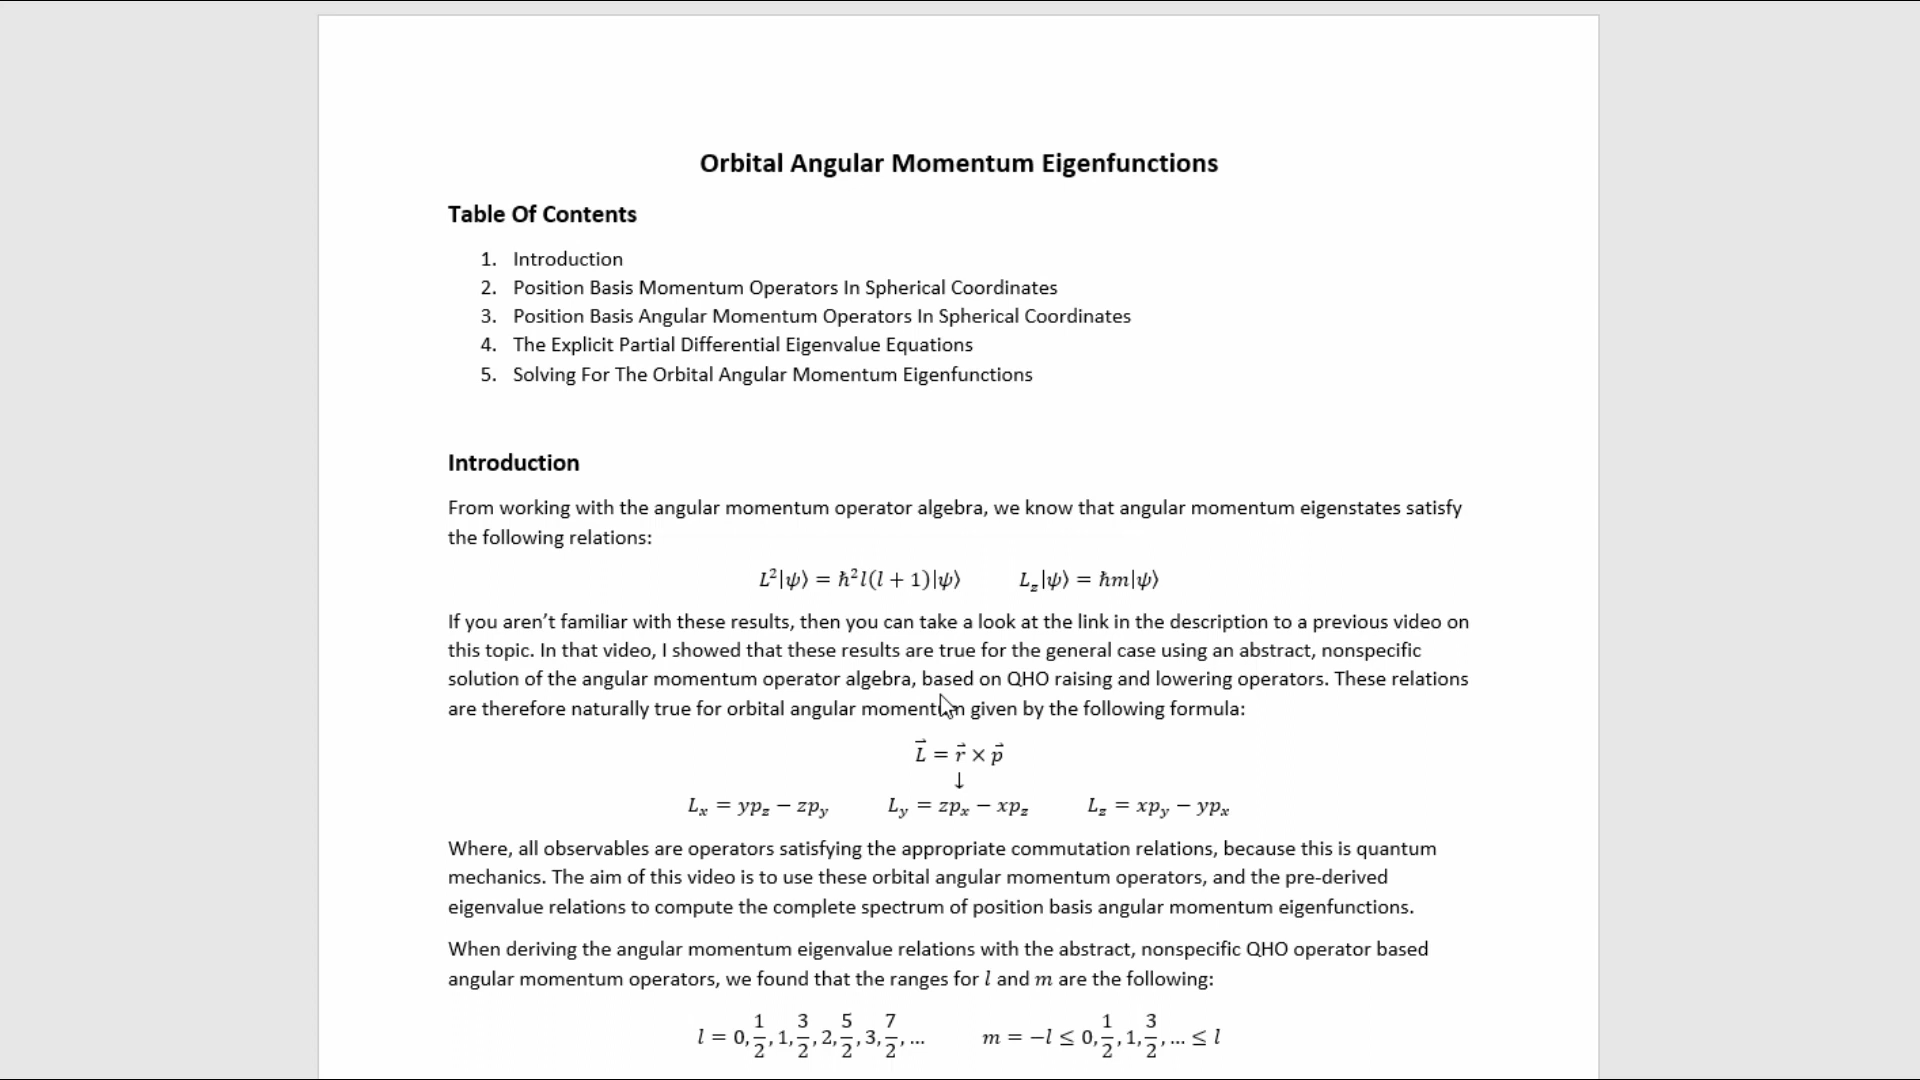 Orbital Angular Momentum Eigenfunctions
Table Of Contents
1. Introduction
2. Position Basis Momentum Operators In Spherical Coordinates
3. Position Basis Angular Momentum Operators In Spherical Coordinates
4. The Explicit Partial Differential Eigenvalue Equations
5. Solving For The Orbital Angular Momentum Eigenfunctions
Introduction
From working with the angular momentum operator algebra, we know that angular momentum eigenstates satisfy
the following relations:
L²|ψ⟩ = ℏ²l(l + 1)|ψ⟩ L_z|ψ⟩ = ℏm|ψ⟩
If you aren’t familiar with these results, then you can take a look at the link in the description to a previous video on
this topic. In that video, I showed that these results are true for the general case using an abstract, nonspecific
solution of the angular momentum operator algebra, based on QHO raising and lowering operators. These relations
are therefore naturally true for orbital angular momentum given by the following formula:
L⃗ = r⃗ × p⃗
↓
L_x = yp_z − zp_y L_y = zp_x − xp_z L_z = xp_y − yp_x
Where, all observables are operators satisfying the appropriate commutation relations, because this is quantum
mechanics. The aim of this video is to use these orbital angular momentum operators, and the pre-derived
eigenvalue relations to compute the complete spectrum of position basis angular momentum eigenfunctions.
When deriving the angular momentum eigenvalue relations with the abstract, nonspecific QHO operator based
angular momentum operators, we found that the ranges for l and m are the following:
l = 0, 1/2, 1, 3/2, 2, 5/2, 3, 7/2, … m = −l ≤ 0, 1/2, 1, 3/2, … ≤ l